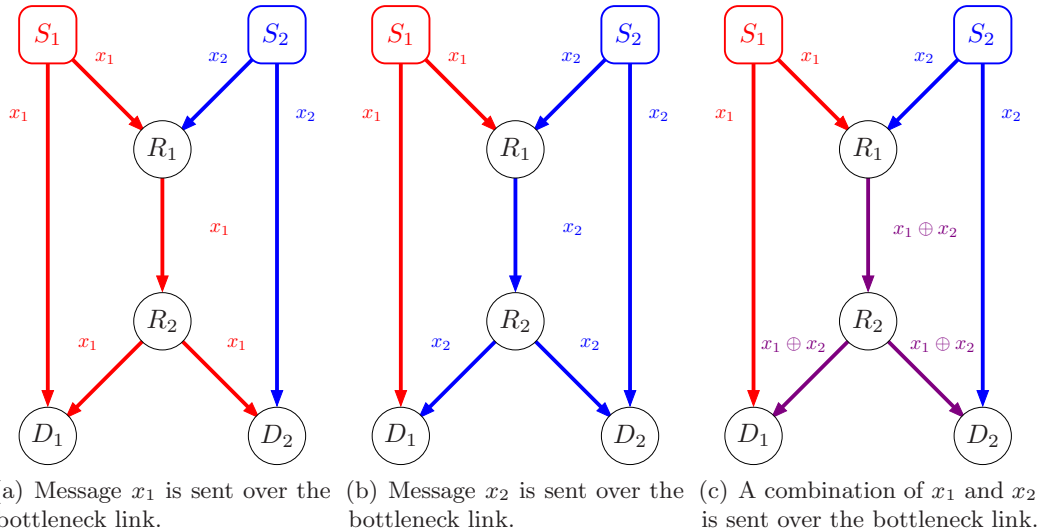 S₁ S₂ S₁ S₂ S₁ S₂
x₁ x₂ x₁ x₂ x₁ x₂
x₁ x₂ x₁ x₂ x₁ x₂
R₁ R₁ R₁
x₁ x₂ x₁ ⊕ x₂
R₂ R₂ R₂
x₁ x₁ x₂ x₂ x₁ ⊕ x₂ x₁ ⊕ x₂
D₁ D₂ D₁ D₂ D₁ D₂
a) Message x₁ is sent over the
bottleneck link.
(b) Message x₂ is sent over the
bottleneck link.
(c) A combination of x₁ and x₂
is sent over the bottleneck link.